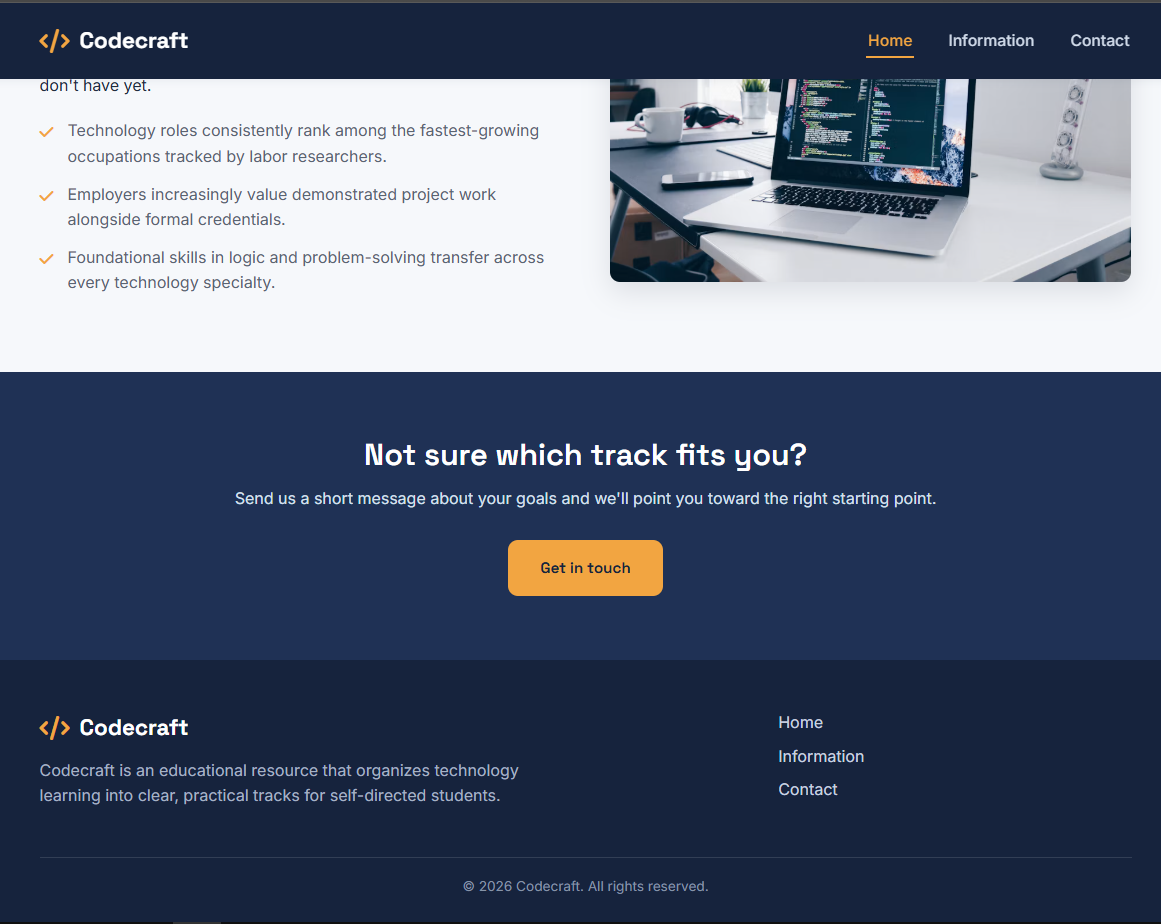 </> Codecraft
Home Information Contact
don't have yet.
Technology roles consistently rank among the fastest-growing
occupations tracked by labor researchers.
Employers increasingly value demonstrated project work
alongside formal credentials.
Foundational skills in logic and problem-solving transfer across
every technology specialty.
Not sure which track fits you?
Send us a short message about your goals and we'll point you toward the right starting point.
Get in touch
</> Codecraft
Codecraft is an educational resource that organizes technology
learning into clear, practical tracks for self-directed students.
Home
Information
Contact
© 2026 Codecraft. All rights reserved.